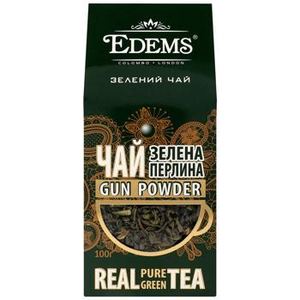 EDEMS®
COLOMBO • LONDON
ЗЕЛЕНИЙ ЧАЙ
ЧАЙ ЗЕЛЕНА
ПЕРЛИНА
GUN POWDER
100г
REAL PURE GREEN TEA